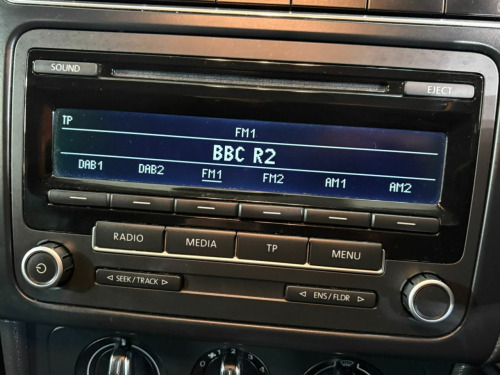 SOUND
EJECT
TP
FM1
BBC R2
DAB1 DAB2 FM1 FM2 AM1 AM2
RADIO MEDIA TP MENU
◁ SEEK/TRACK ▷ ◁ ENS/FLDR ▷